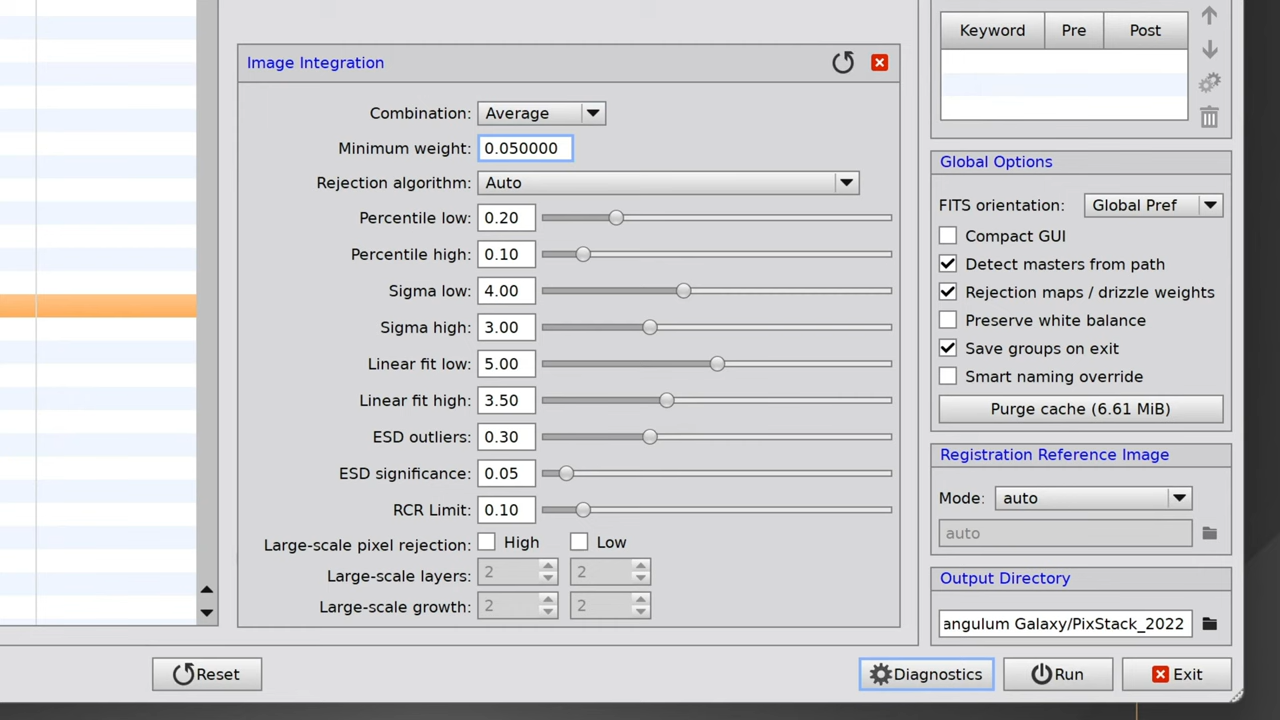 Image Integration
Combination: Average
Minimum weight: 0.050000
Rejection algorithm: Auto
Percentile low: 0.20
Percentile high: 0.10
Sigma low: 4.00
Sigma high: 3.00
Linear fit low: 5.00
Linear fit high: 3.50
ESD outliers: 0.30
ESD significance: 0.05
RCR Limit: 0.10
Large-scale pixel rejection: High Low
Large-scale layers: 2 2
Large-scale growth: 2 2
Keyword Pre Post
Global Options
FITS orientation: Global Pref
Compact GUI
Detect masters from path
Rejection maps / drizzle weights
Preserve white balance
Save groups on exit
Smart naming override
Purge cache (6.61 MiB)
Registration Reference Image
Mode: auto
auto
Output Directory
angulum Galaxy/PixStack_2022
Reset Diagnostics Run Exit